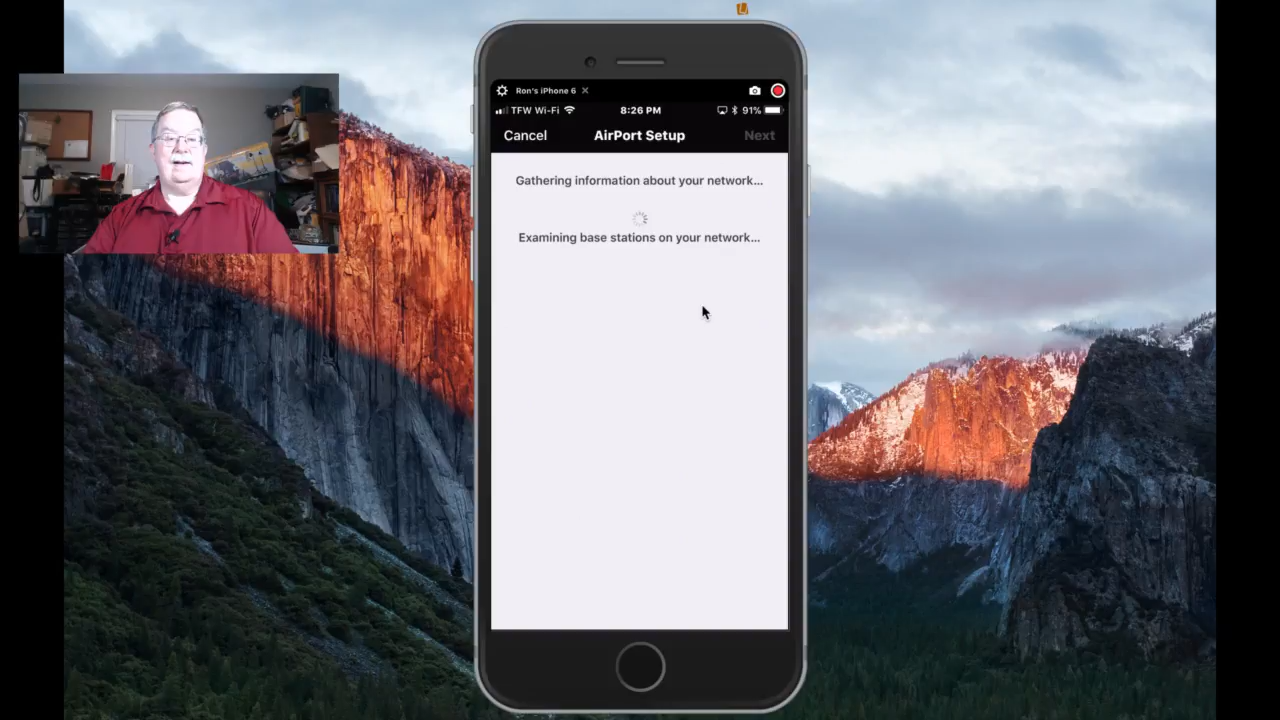 Ron's iPhone 6
TFW Wi-Fi 8:26 PM 91%
Cancel AirPort Setup Next
Gathering information about your network...
Examining base stations on your network...